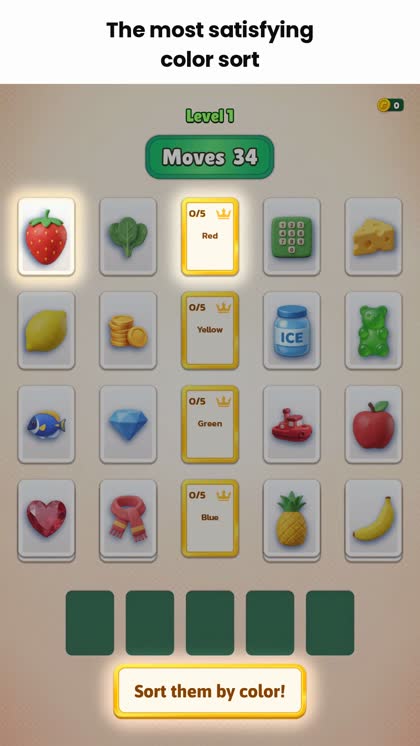 The most satisfying
color sort
0
Level 1
Moves 34
0/5
Red
0/5
Yellow
ICE
0/5
Green
0/5
Blue
Sort them by color!